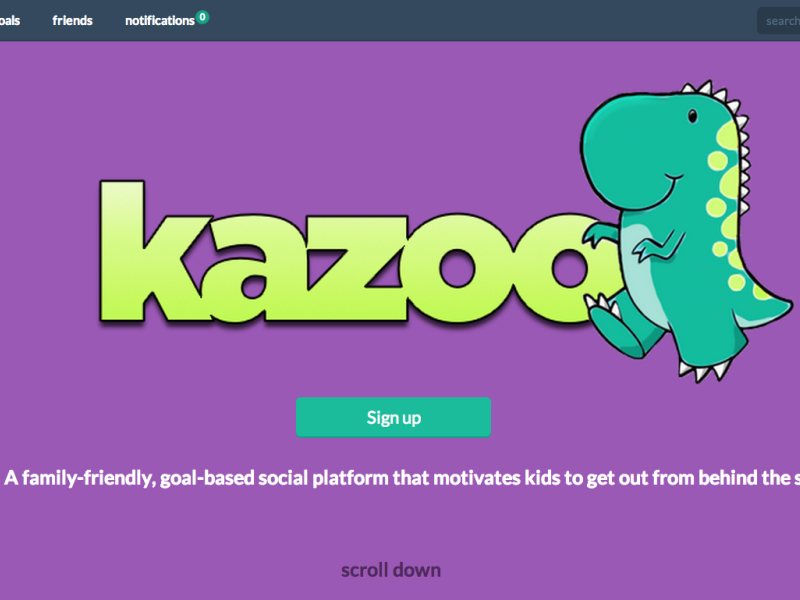 oals friends notifications 0 search
kazoo
Sign up
A family-friendly, goal-based social platform that motivates kids to get out from behind the s
scroll down